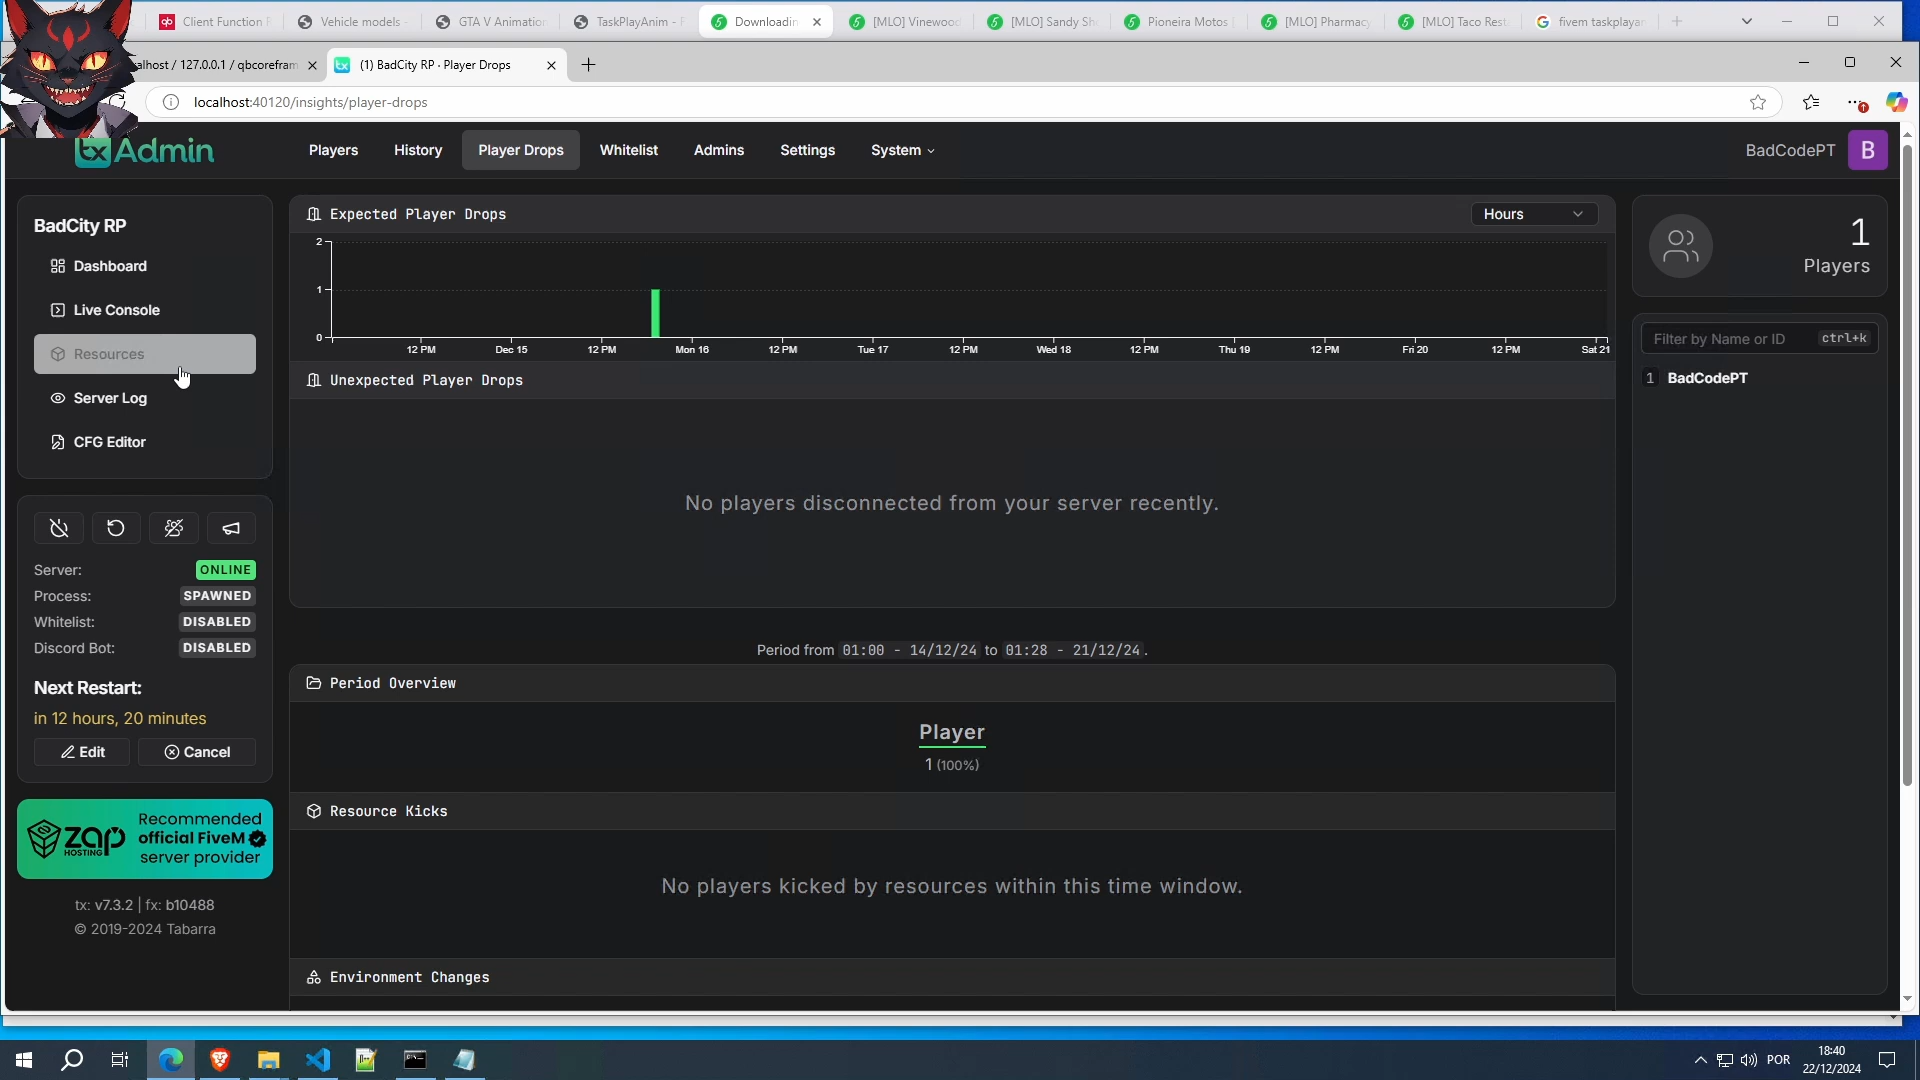 Client Function R
Vehicle models -
GTA V Animation
TaskPlayAnim - F
Downloadin
[MLO] Vinewood
[MLO] Sandy Sh
Pioneira Motos
[MLO] Pharmacy
[MLO] Taco Rest
fivem taskplayan
alhost / 127.0.0.1 / qbcorefram
(1) BadCity RP - Player Drops
localhost:40120/insights/player-drops
tx Admin
Players
History
Player Drops
Whitelist
Admins
Settings
System
BadCodePT
B
BadCity RP
Dashboard
Live Console
Resources
Server Log
CFG Editor
Server:
ONLINE
Process:
SPAWNED
Whitelist:
DISABLED
Discord Bot:
DISABLED
Next Restart:
in 12 hours, 20 minutes
Edit
Cancel
ZAP
HOSTING
Recommended
official FiveM
server provider
tx: v7.3.2 | fx: b10488
© 2019-2024 Tabarra
Expected Player Drops
Hours
2
1
0
12 PM
Dec 15
12 PM
Mon 16
12 PM
Tue 17
12 PM
Wed 18
12 PM
Thu 19
12 PM
Fri 20
12 PM
Sat 21
Unexpected Player Drops
No players disconnected from your server recently.
Period from 01:00 - 14/12/24 to 01:28 - 21/12/24.
Period Overview
Player
1 (100%)
Resource Kicks
No players kicked by resources within this time window.
Environment Changes
1
Players
Filter by Name or ID
ctrl+k
1 BadCodePT
POR
18:40
22/12/2024